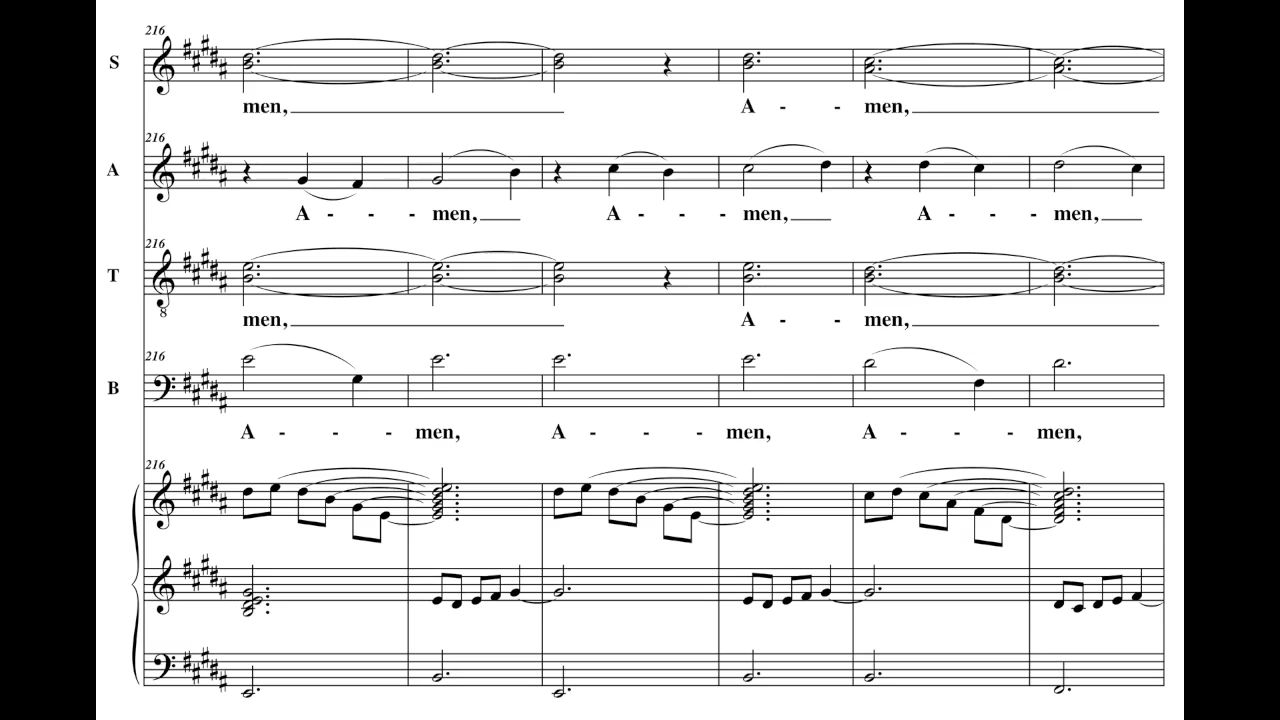 216
S
men,
A - - men,
216
A
A - - - men, A - - - men, A - - - men,
216
T
8
men, A - - men,
216
B
A - - - men, A - - - men, A - - - men,
216